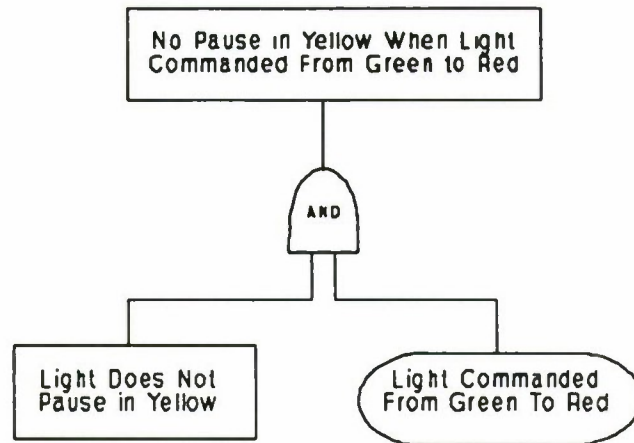 No Pause in Yellow When Light
Commanded From Green to Red
AND
Light Does Not
Pause in Yellow
Light Commanded
From Green To Red